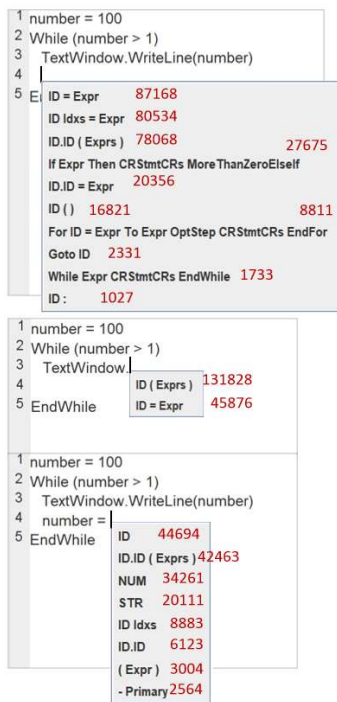 1 number = 100
2 While (number > 1)
3 TextWindow.WriteLine(number)
4
5 E
ID = Expr 87168
ID Idxs = Expr 80534
ID.ID ( Exprs ) 78068
27675
If Expr Then CRStmtCRs MoreThanZeroElseIf
ID.ID = Expr 20356
ID ( ) 16821 8811
For ID = Expr To Expr OptStep CRStmtCRs EndFor
Goto ID 2331
While Expr CRStmtCRs EndWhile 1733
ID : 1027
1 number = 100
2 While (number > 1)
3 TextWindow.
4 ID ( Exprs ) 131828
5 EndWhile ID = Expr 45876
1 number = 100
2 While (number > 1)
3 TextWindow.WriteLine(number)
4 number =
5 EndWhile ID 44694
ID.ID ( Exprs ) 42463
NUM 34261
STR 20111
ID Idxs 8883
ID.ID 6123
( Expr ) 3004
- Primary 2564